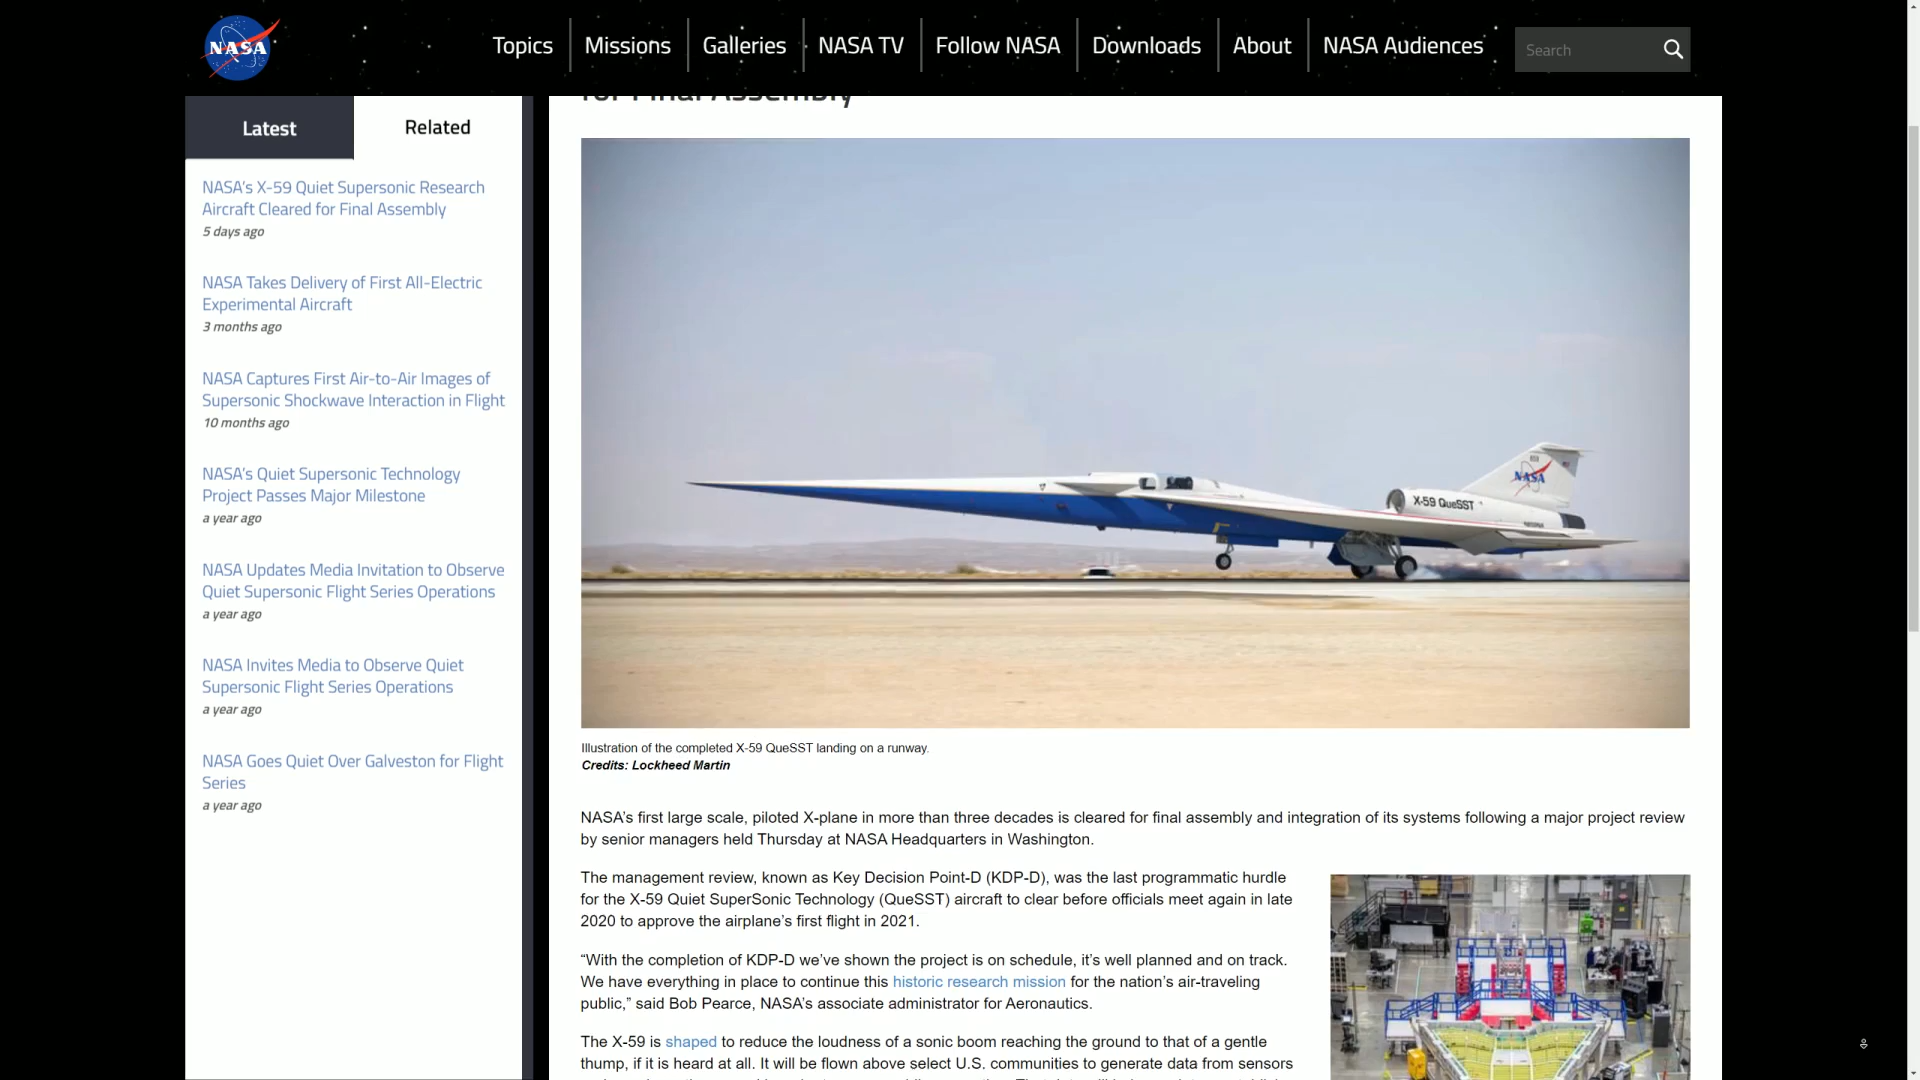 NASA
Topics
Missions
Galleries
NASA TV
Follow NASA
Downloads
About
NASA Audiences
Search
for Final Assembly
Latest
Related
NASA's X-59 Quiet Supersonic Research
Aircraft Cleared for Final Assembly
5 days ago
NASA Takes Delivery of First All-Electric
Experimental Aircraft
3 months ago
NASA Captures First Air-to-Air Images of
Supersonic Shockwave Interaction in Flight
10 months ago
NASA's Quiet Supersonic Technology
Project Passes Major Milestone
a year ago
NASA Updates Media Invitation to Observe
Quiet Supersonic Flight Series Operations
a year ago
NASA Invites Media to Observe Quiet
Supersonic Flight Series Operations
a year ago
NASA Goes Quiet Over Galveston for Flight
Series
a year ago
NASA
X-59 QueSST
Illustration of the completed X-59 QueSST landing on a runway.
Credits: Lockheed Martin
NASA's first large scale, piloted X-plane in more than three decades is cleared for final assembly and integration of its systems following a major project review
by senior managers held Thursday at NASA Headquarters in Washington.
The management review, known as Key Decision Point-D (KDP-D), was the last programmatic hurdle
for the X-59 Quiet SuperSonic Technology (QueSST) aircraft to clear before officials meet again in late
2020 to approve the airplane's first flight in 2021.
“With the completion of KDP-D we've shown the project is on schedule, it's well planned and on track.
We have everything in place to continue this historic research mission for the nation's air-traveling
public,” said Bob Pearce, NASA's associate administrator for Aeronautics.
The X-59 is shaped to reduce the loudness of a sonic boom reaching the ground to that of a gentle
thump, if it is heard at all. It will be flown above select U.S. communities to generate data from sensors